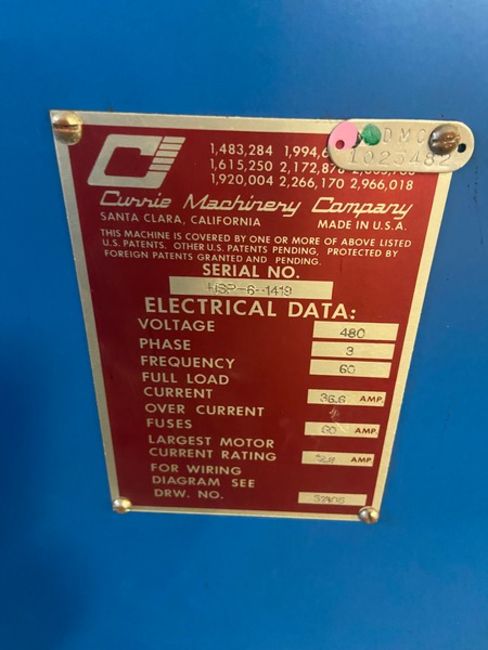 1,483,284 1,994,
1,615,250 2,172,876
1,920,004 2,266,170 2,966,018
1025482
Currie Machinery Company
SANTA CLARA, CALIFORNIA MADE IN U.S.A.
THIS MACHINE IS COVERED BY ONE OR MORE OF ABOVE LISTED
U.S. PATENTS. OTHER U.S. PATENTS PENDING, PROTECTED BY
FOREIGN PATENTS GRANTED AND PENDING.
SERIAL NO.
HSP-6-1419
ELECTRICAL DATA:
VOLTAGE 480
PHASE 3
FREQUENCY 60
FULL LOAD
CURRENT 36.6 AMP.
OVER CURRENT
FUSES 60 AMP.
LARGEST MOTOR
CURRENT RATING AMP.
FOR WIRING
DIAGRAM SEE
DRW. NO.